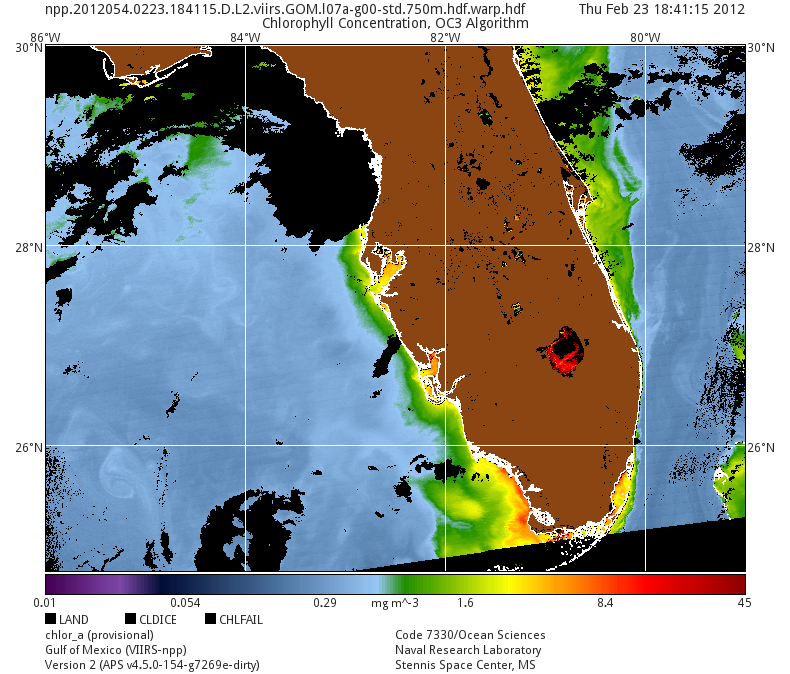 npp.2012054.0223.184115.D.L2.viirs.GOM.l07a-g00-std.750m.hdf.warp.hdf Thu Feb 23 18:41:15 2012
Chlorophyll Concentration, OC3 Algorithm
86°W 84°W 82°W 80°W
30°N 30°N
28°N 28°N
26°N 26°N
0.01 0.054 0.29 mg m^-3 1.6 8.4 45
LAND CLDICE CHLFAIL
chlor_a (provisional) Code 7330/Ocean Sciences
Gulf of Mexico (VIIRS-npp) Naval Research Laboratory
Version 2 (APS v4.5.0-154-g7269e-dirty) Stennis Space Center, MS